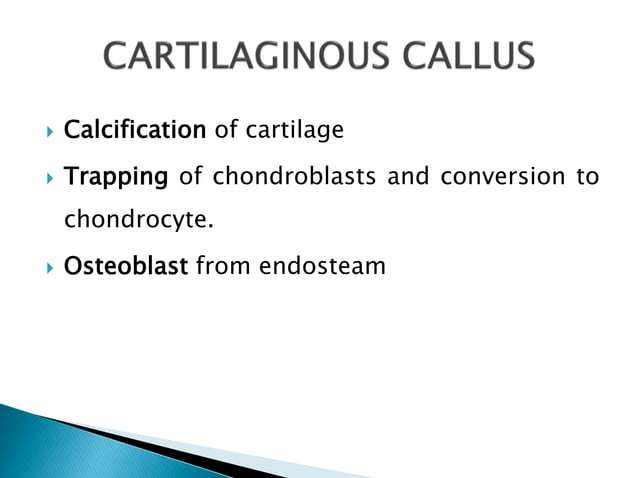 CARTILAGINOUS CALLUS
Calcification of cartilage
Trapping of chondroblasts and conversion to
chondrocyte.
Osteoblast from endosteam